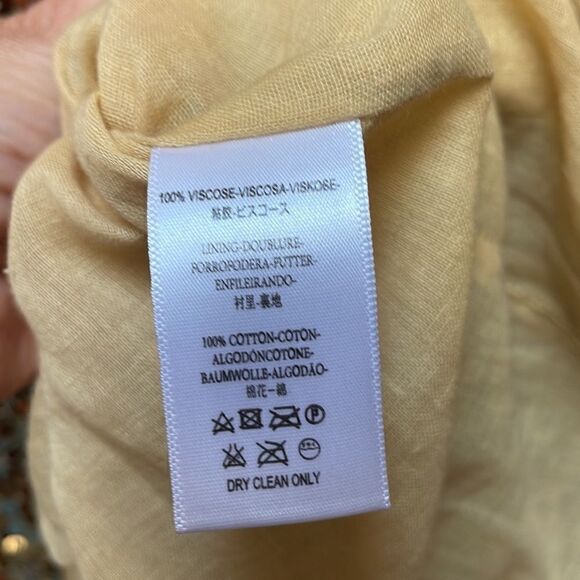 100% VISCOSE-VISCOSA-VISKOSE-
粘胶-ビスコース
LINING-DOUBLURE-
FORROFODERA-FUTTER-
ENFILEIRANDO-
村里-裏地
100% COTTON-COTON-
ALGODÓNCOTONE-
BAUMWOLLE-ALGODÃO-
棉花-綿
P
DRY CLEAN ONLY